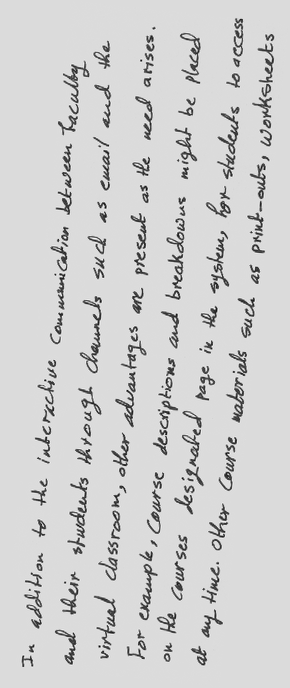 In addition to the interactive communication between faculty
and their students through channels such as email and the
virtual classroom, other advantages are present as the need arises.
For example, course descriptions and breakdowns might be placed
on the courses designated page in the system, for students to access
at any time. Other course materials such as print-outs, worksheets